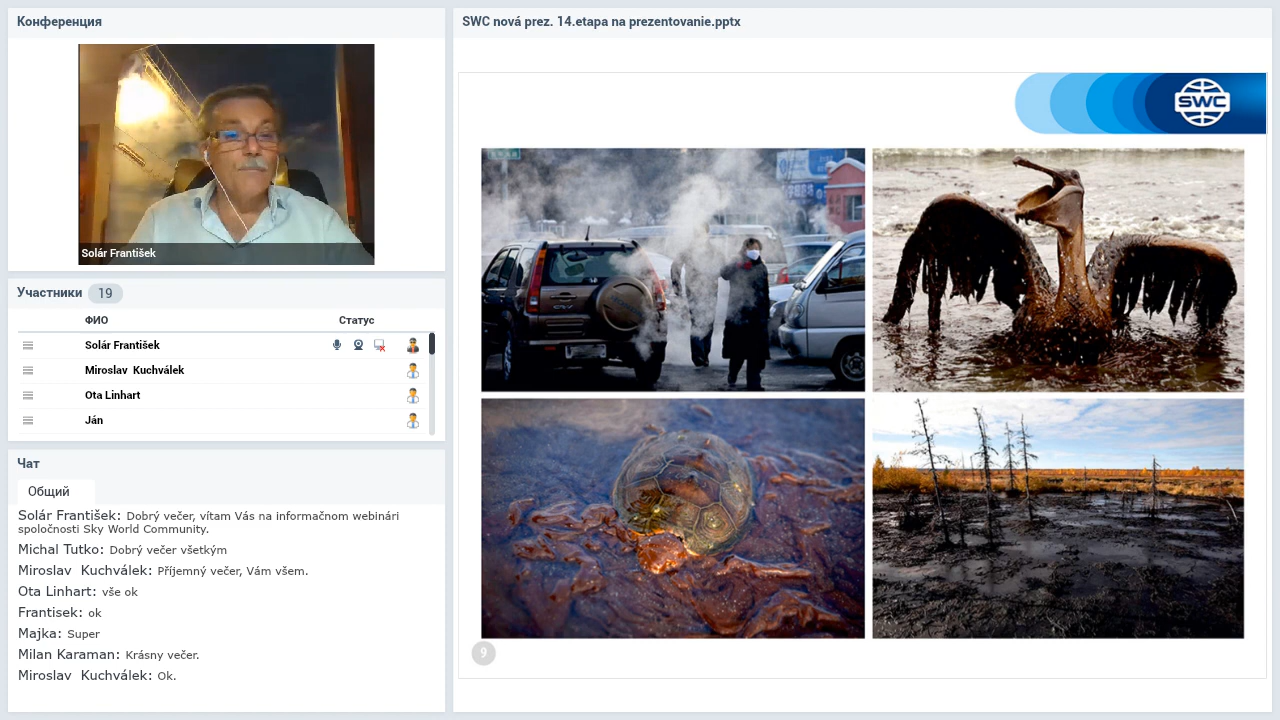 Конференция
Solár František
Участники 19
ФИО Статус
Solár František
Miroslav Kuchválek
Ota Linhart
Ján
Чат
Общий
Solár František: Dobrý večer, vítam Vás na informačnom webinári
spoločnosti Sky World Community.
Michal Tutko: Dobrý večer všetkým
Miroslav Kuchválek: Příjemný večer, Vám všem.
Ota Linhart: vše ok
Frantisek: ok
Majka: Super
Milan Karaman: Krásny večer.
Miroslav Kuchválek: Ok.
SWC nová prez. 14.etapa na prezentovanie.pptx
SWC
9